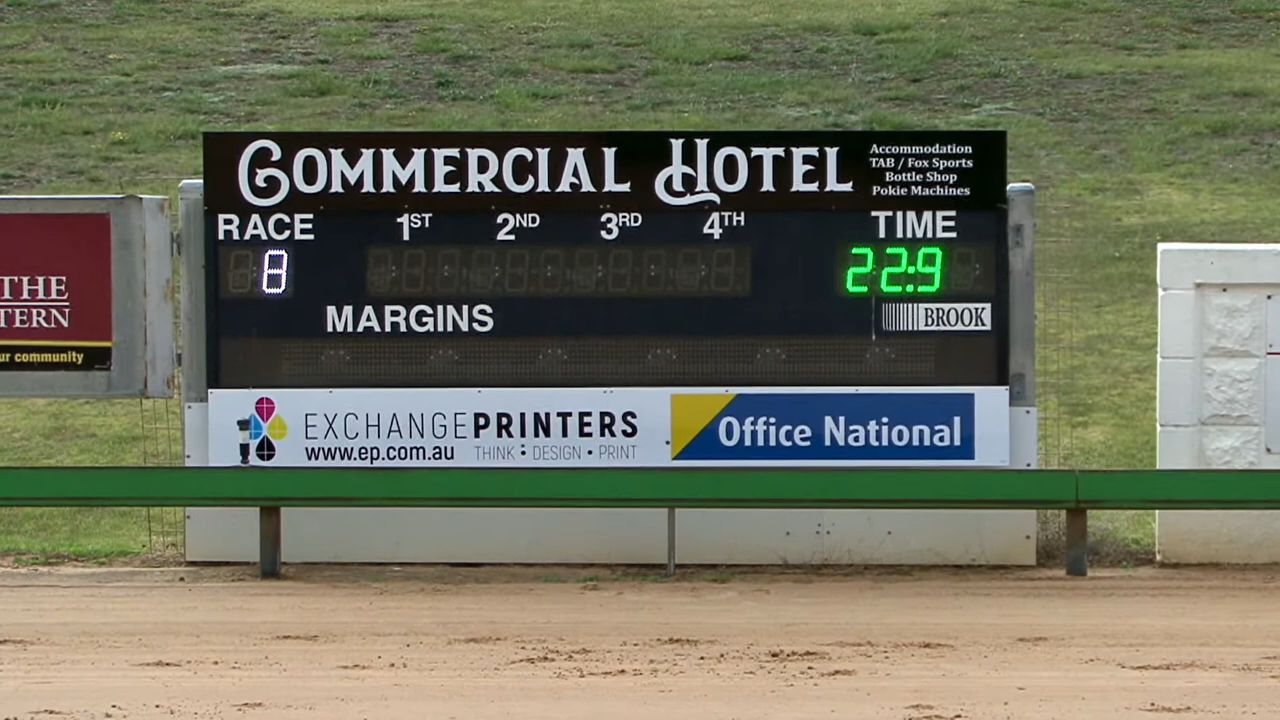 COMMERCIAL HOTEL
Accommodation
TAB / Fox Sports
Bottle Shop
Pokie Machines
RACE 1ST 2ND 3RD 4TH TIME
8 22:9
MARGINS
BROOK
THE
TERN
ur community
EXCHANGEPRINTERS
www.ep.com.au THINK : DESIGN • PRINT
Office National